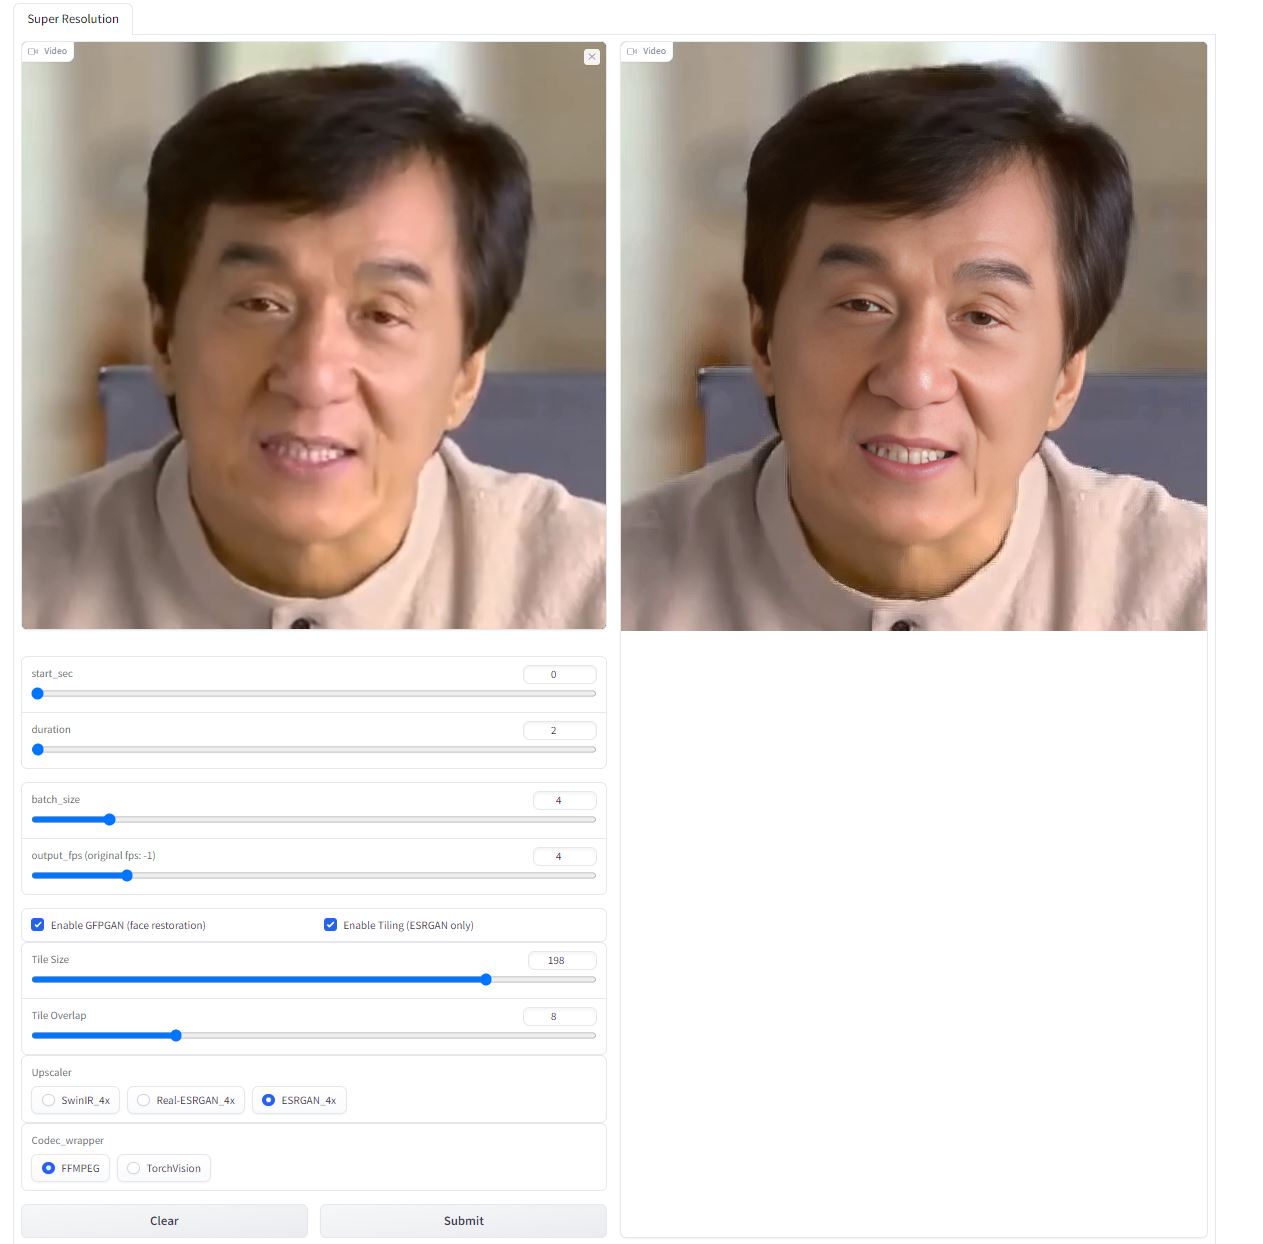 Super Resolution
Video
Video
start_sec
0
duration
2
batch_size
4
output_fps (original fps: -1)
4
Enable GFPGAN (face restoration)
Enable Tiling (ESRGAN only)
Tile Size
198
Tile Overlap
8
Upscaler
SwinIR_4x
Real-ESRGAN_4x
ESRGAN_4x
Codec_wrapper
FFMPEG
TorchVision
Clear
Submit